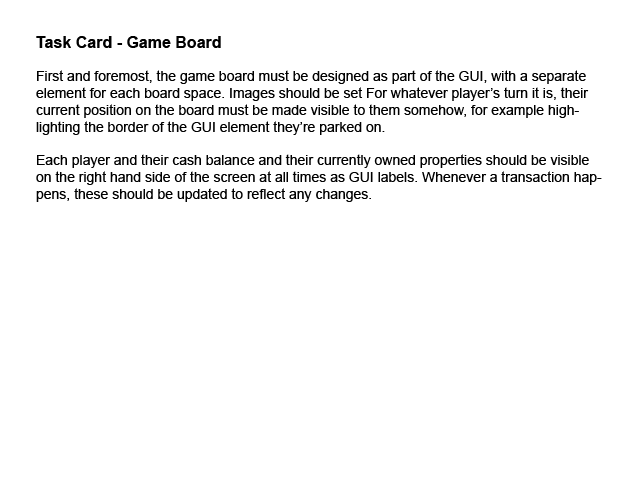 Task Card - Game Board
First and foremost, the game board must be designed as part of the GUI, with a separate
element for each board space. Images should be set For whatever player's turn it is, their
current position on the board must be made visible to them somehow, for example high-
lighting the border of the GUI element they're parked on.
Each player and their cash balance and their currently owned properties should be visible
on the right hand side of the screen at all times as GUI labels. Whenever a transaction hap-
pens, these should be updated to reflect any changes.